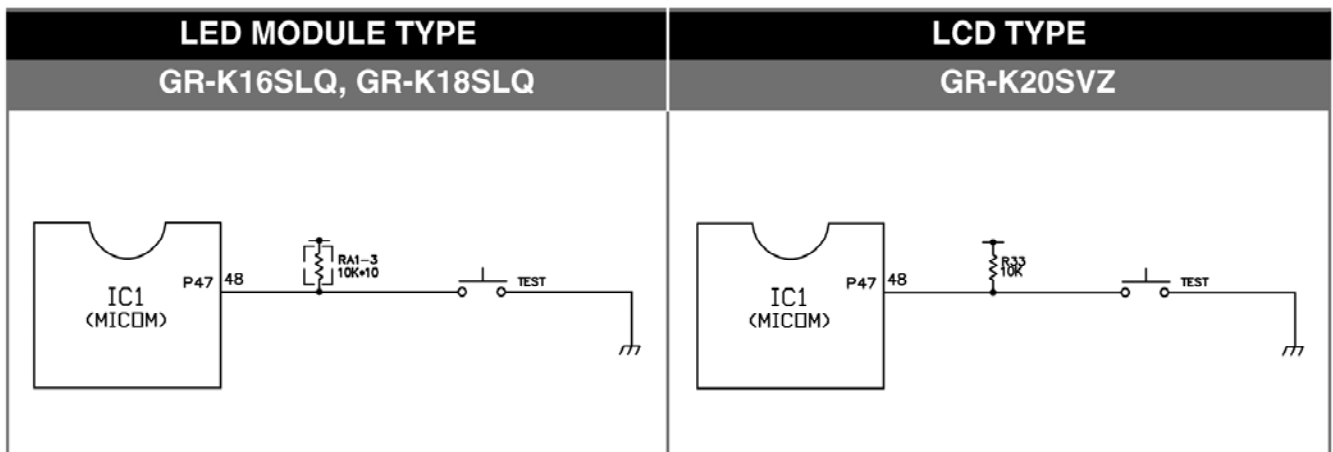 LED MODULE TYPE
GR-K16SLQ, GR-K18SLQ
IC1
(MICOM)
P47
48
RA1-3
10K*10
TEST
LCD TYPE
GR-K20SVZ
IC1
(MICOM)
P47
48
R33
10K
TEST